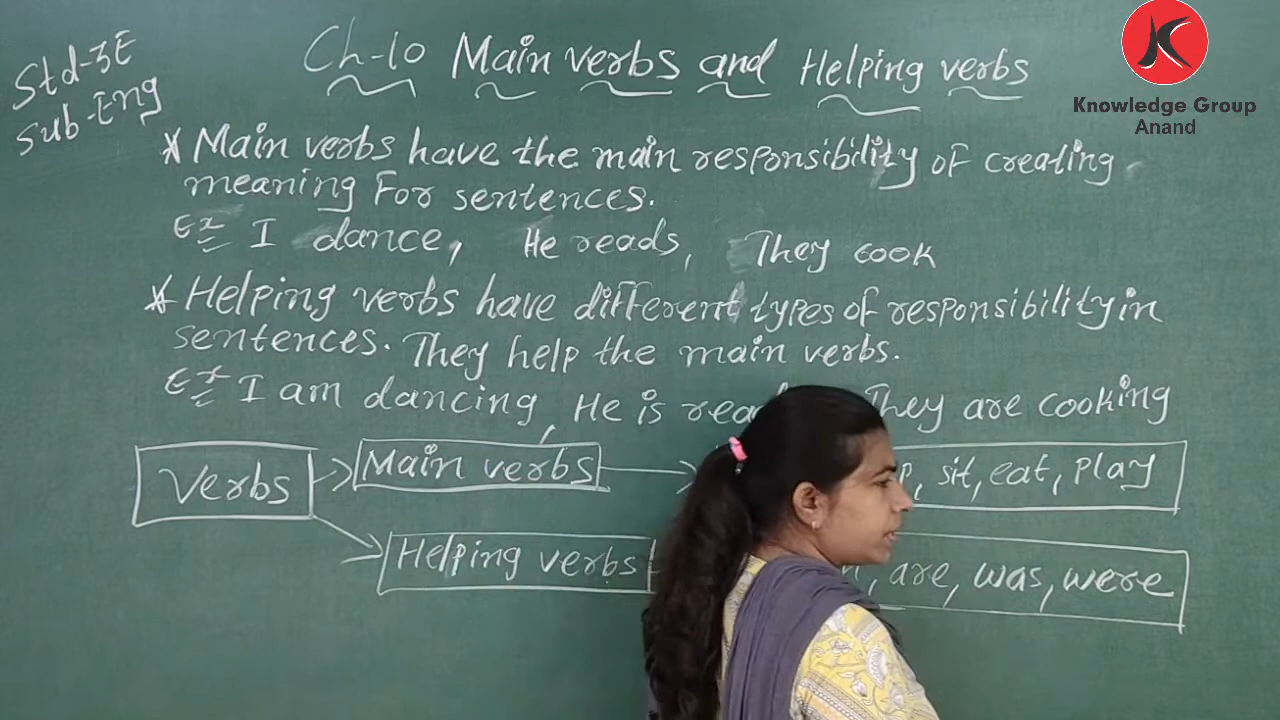 Std-3E
Sub-Eng
Ch-10 Main verbs and Helping verbs
Knowledge Group
Anand
* Main verbs have the main responsibility of creating
meaning For sentences.
Ex I dance, He reads, They cook
* Helping verbs have different types of responsibility in
sentences. They help the main verbs.
Ex I am dancing, He is They are cooking
Verbs
Main verbs
sit, eat, play
Helping verbs
are, was, were